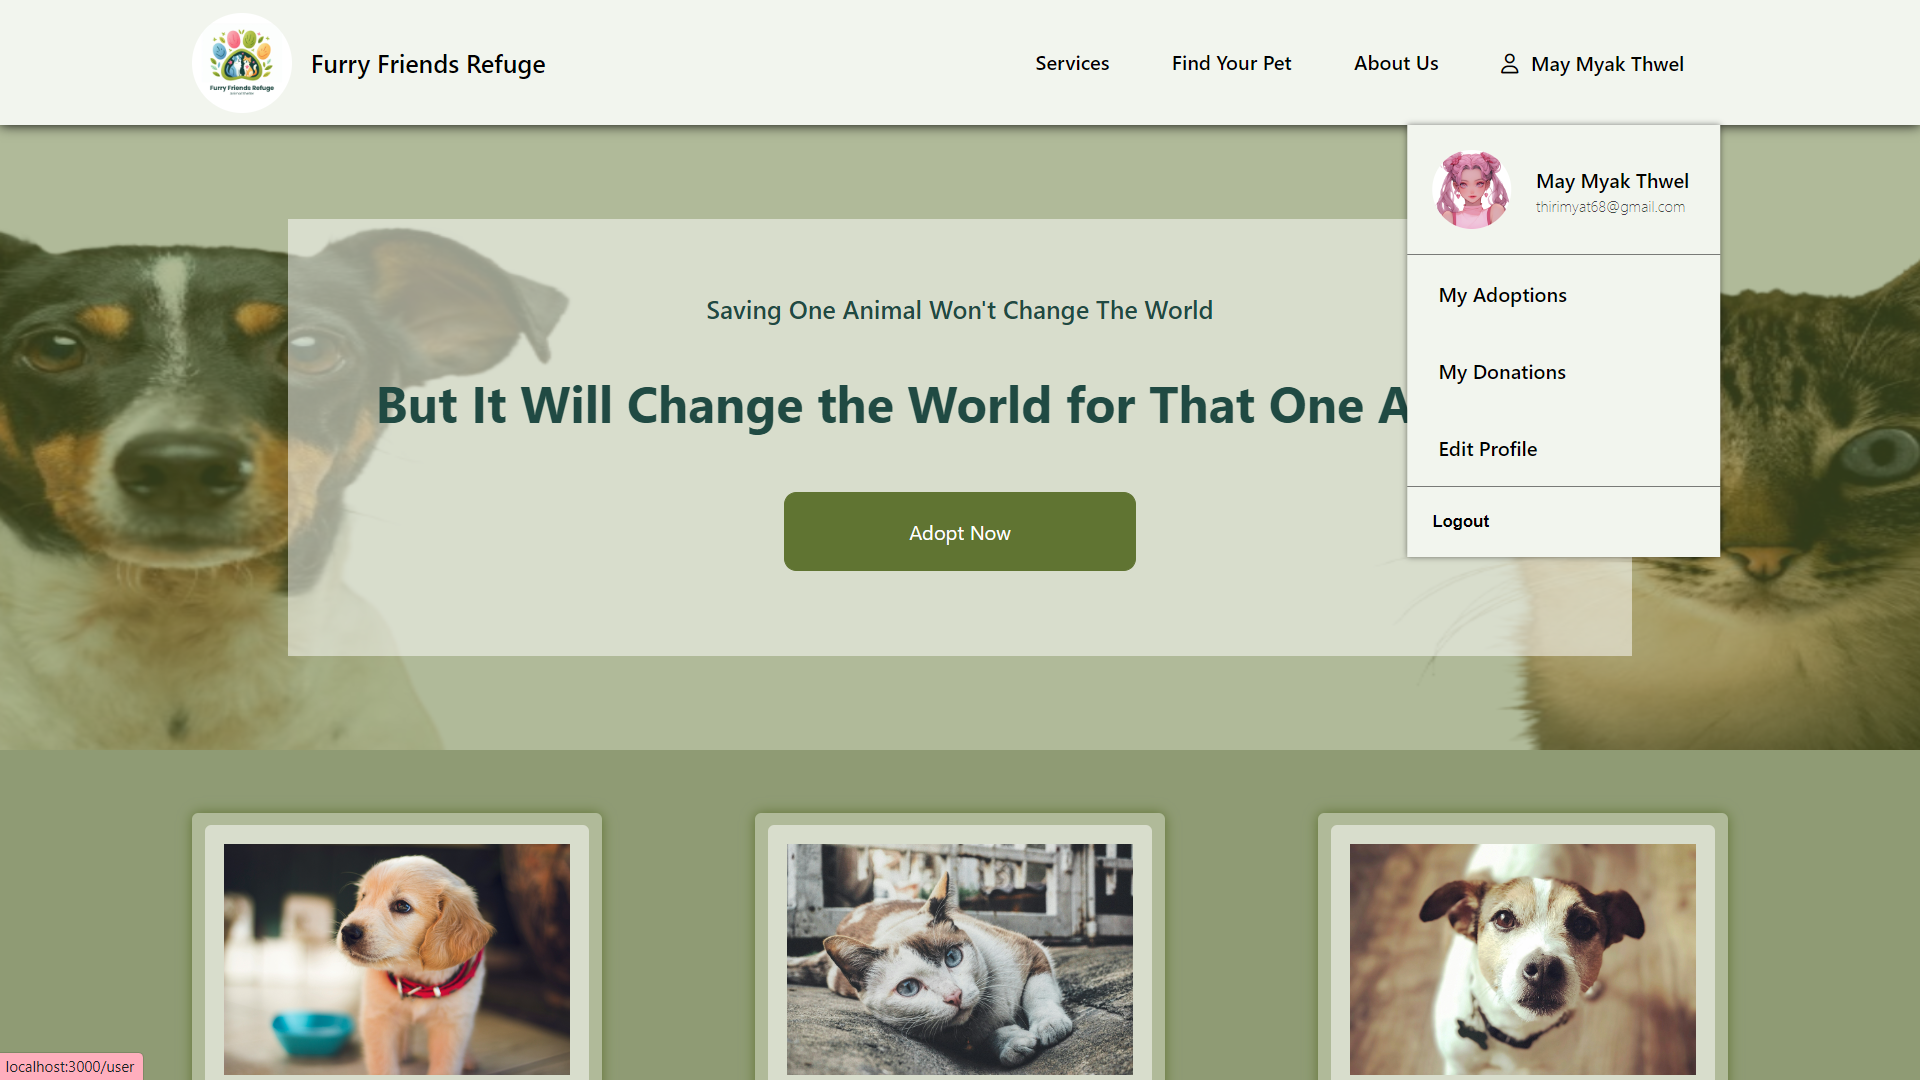 Furry Friends Refuge
Furry Friends Refuge
Services
Find Your Pet
About Us
May Myak Thwel
May Myak Thwel
thirimyat68@gmail.com
My Adoptions
My Donations
Edit Profile
Logout
Saving One Animal Won't Change The World
But It Will Change the World for That One A
Adopt Now
localhost:3000/user